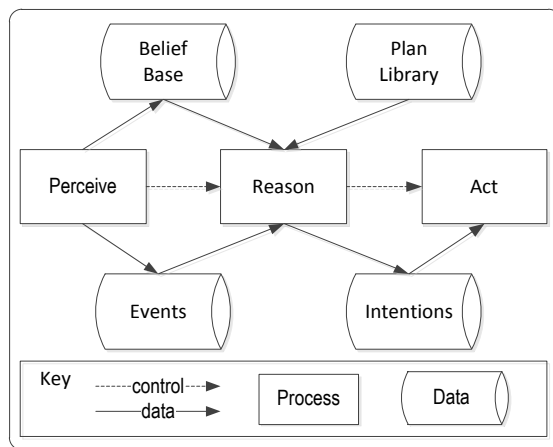 Belief
Base
Plan
Library
Perceive
Reason
Act
Events
Intentions
Key
control
data
Process
Data